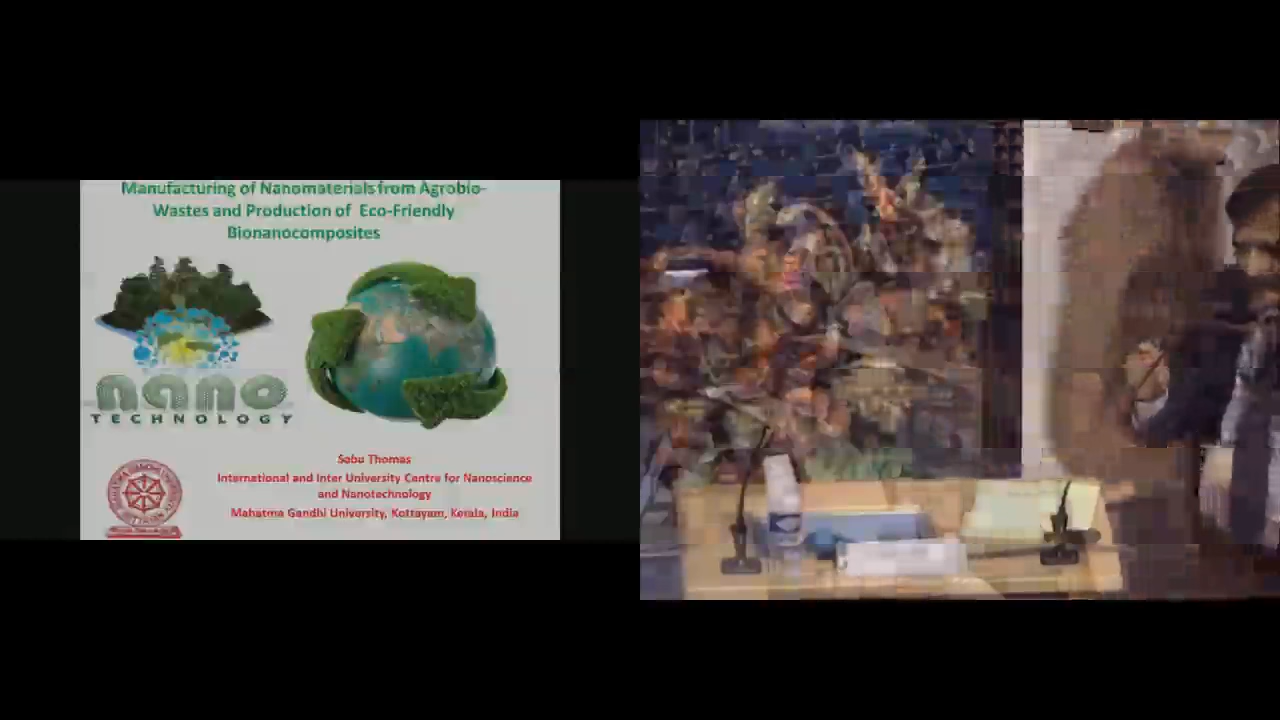 Manufacturing of Nanomaterials from Agrobio-
Wastes and Production of Eco-Friendly
Bionanocomposites
nano
TECHNOLOGY
Sabu Thomas
International and Inter University Centre for Nanoscience
and Nanotechnology
Mahatma Gandhi University, Kottayam, Kerala, India